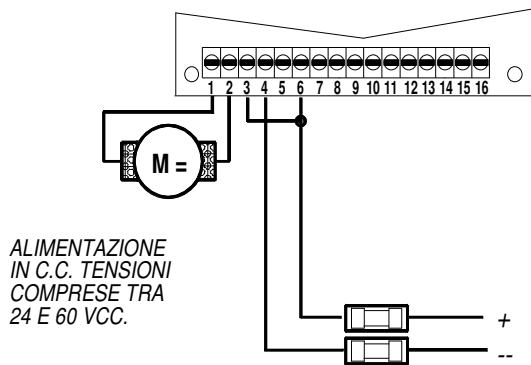 1 2 3 4 5 6 7 8 9 10 11 12 13 14 15 16
M =
ALIMENTAZIONE
IN C.C. TENSIONI
COMPRESE TRA
24 E 60 VCC.
+
--